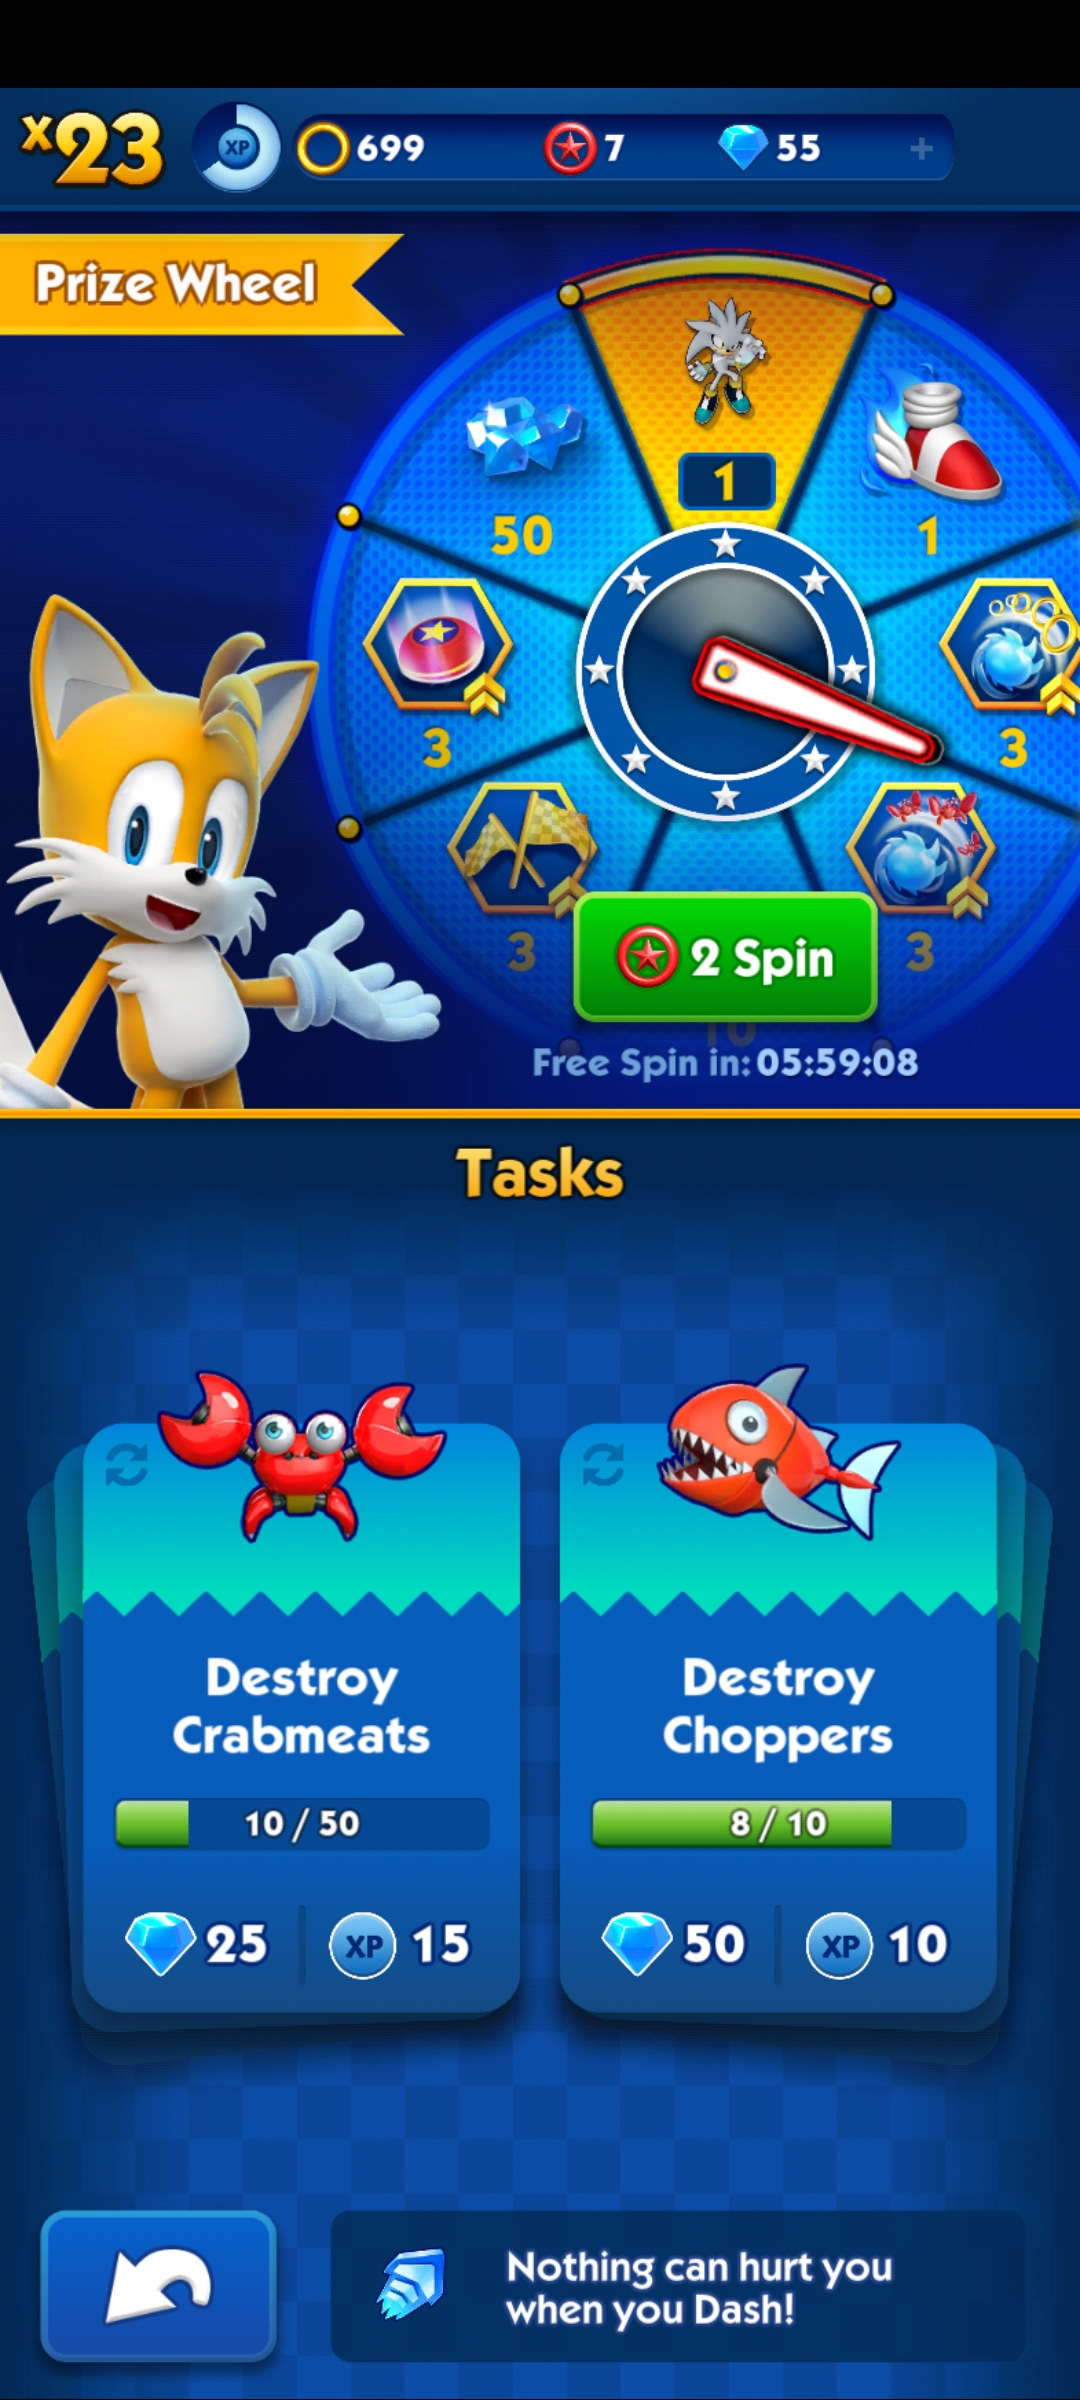 x23
XP
699
7
55
+
Prize Wheel
1
50
1
3
3
3
3
2 Spin
10
Free Spin in: 05:59:08
Tasks
Destroy
Crabmeats
10 / 50
25
XP 15
Destroy
Choppers
8 / 10
50
XP 10
Nothing can hurt you
when you Dash!